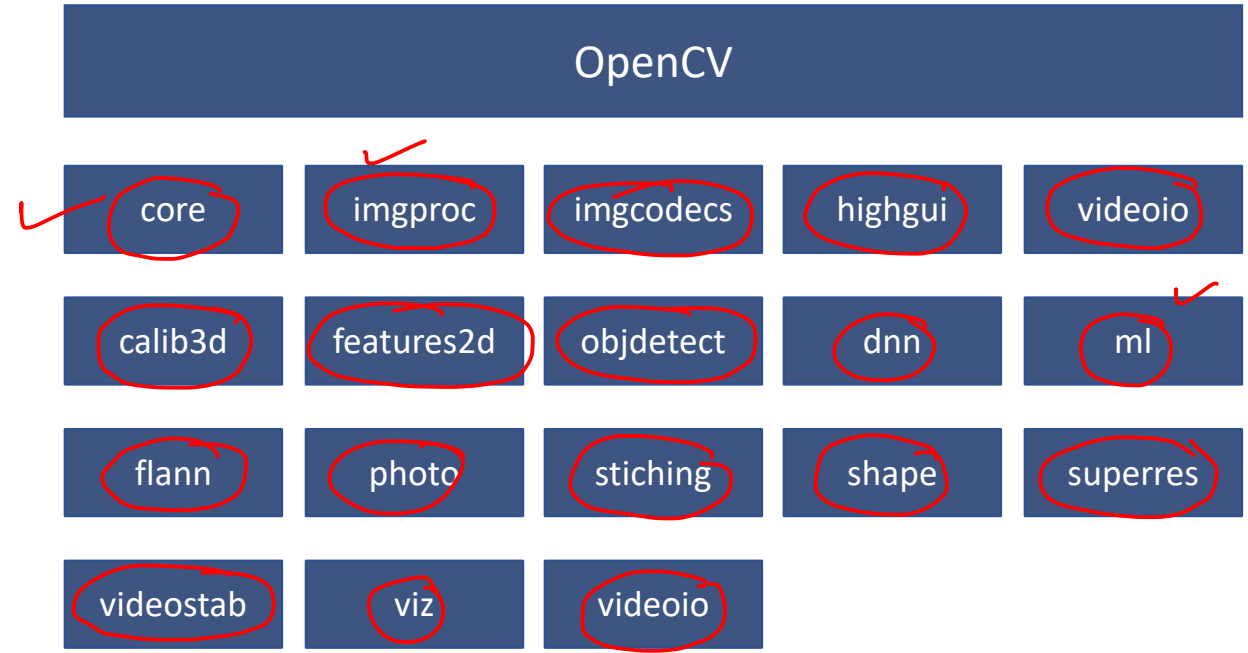 OpenCV
core imgproc imgcodecs highgui videoio
calib3d features2d objdetect dnn ml
flann photo stiching shape superres
videostab viz videoio